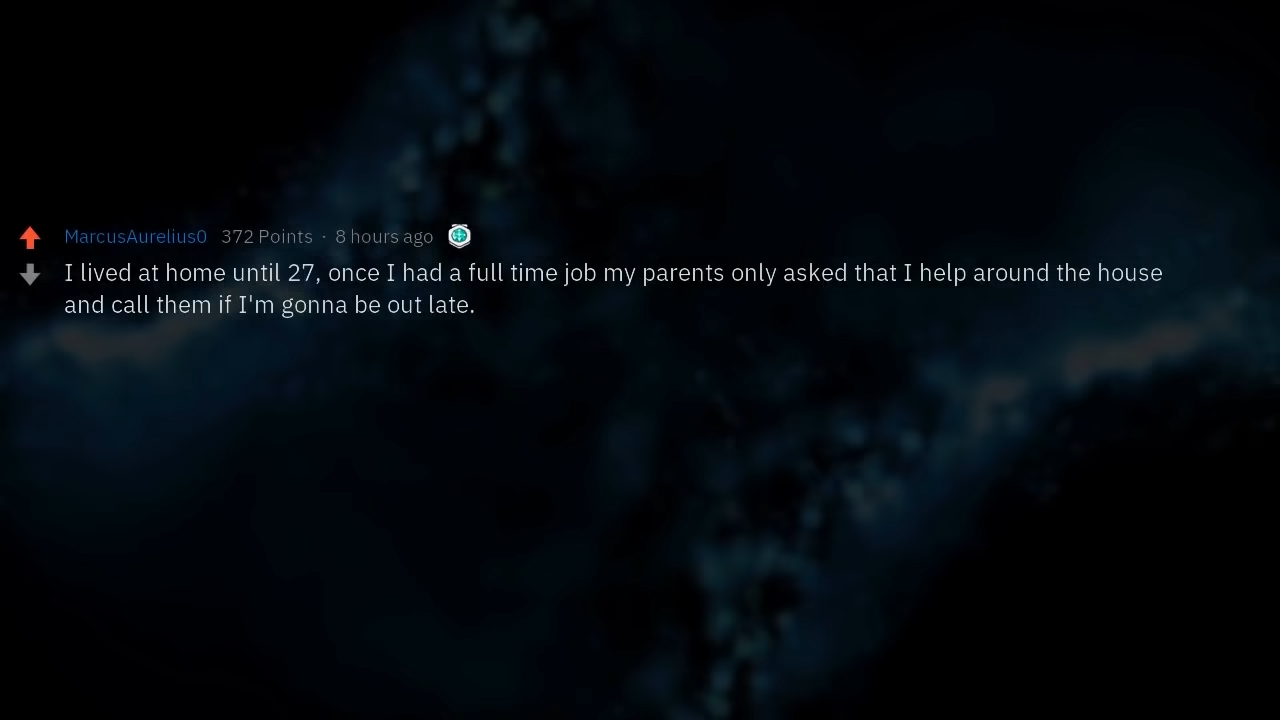 MarcusAurelius0 372 Points · 8 hours ago
I lived at home until 27, once I had a full time job my parents only asked that I help around the house
and call them if I'm gonna be out late.